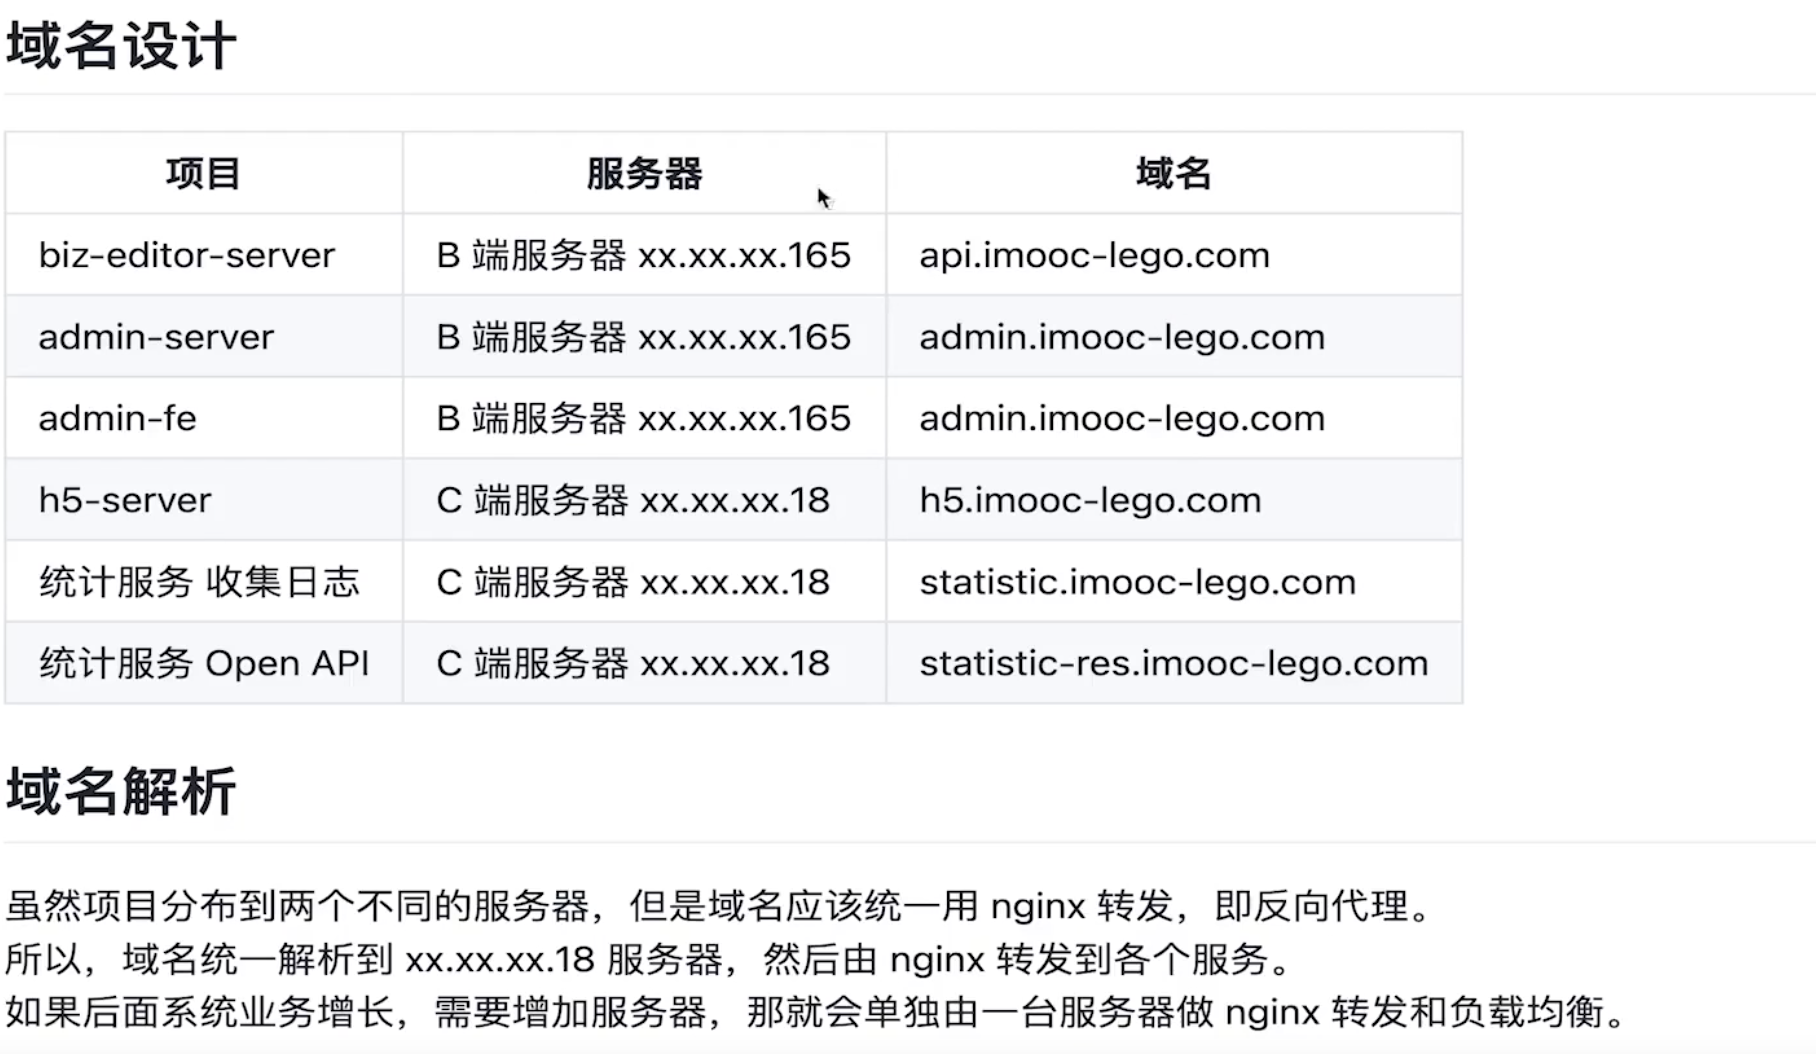 域名设计
项目 服务器 域名
biz-editor-server B 端服务器 xx.xx.xx.165 api.imooc-lego.com
admin-server B 端服务器 xx.xx.xx.165 admin.imooc-lego.com
admin-fe B 端服务器 xx.xx.xx.165 admin.imooc-lego.com
h5-server C 端服务器 xx.xx.xx.18 h5.imooc-lego.com
统计服务 收集日志 C 端服务器 xx.xx.xx.18 statistic.imooc-lego.com
统计服务 Open API C 端服务器 xx.xx.xx.18 statistic-res.imooc-lego.com
域名解析
虽然项目分布到两个不同的服务器，但是域名应该统一用 nginx 转发，即反向代理。
所以，域名统一解析到 xx.xx.xx.18 服务器，然后由 nginx 转发到各个服务。
如果后面系统业务增长，需要增加服务器，那就会单独由一台服务器做 nginx 转发和负载均衡。